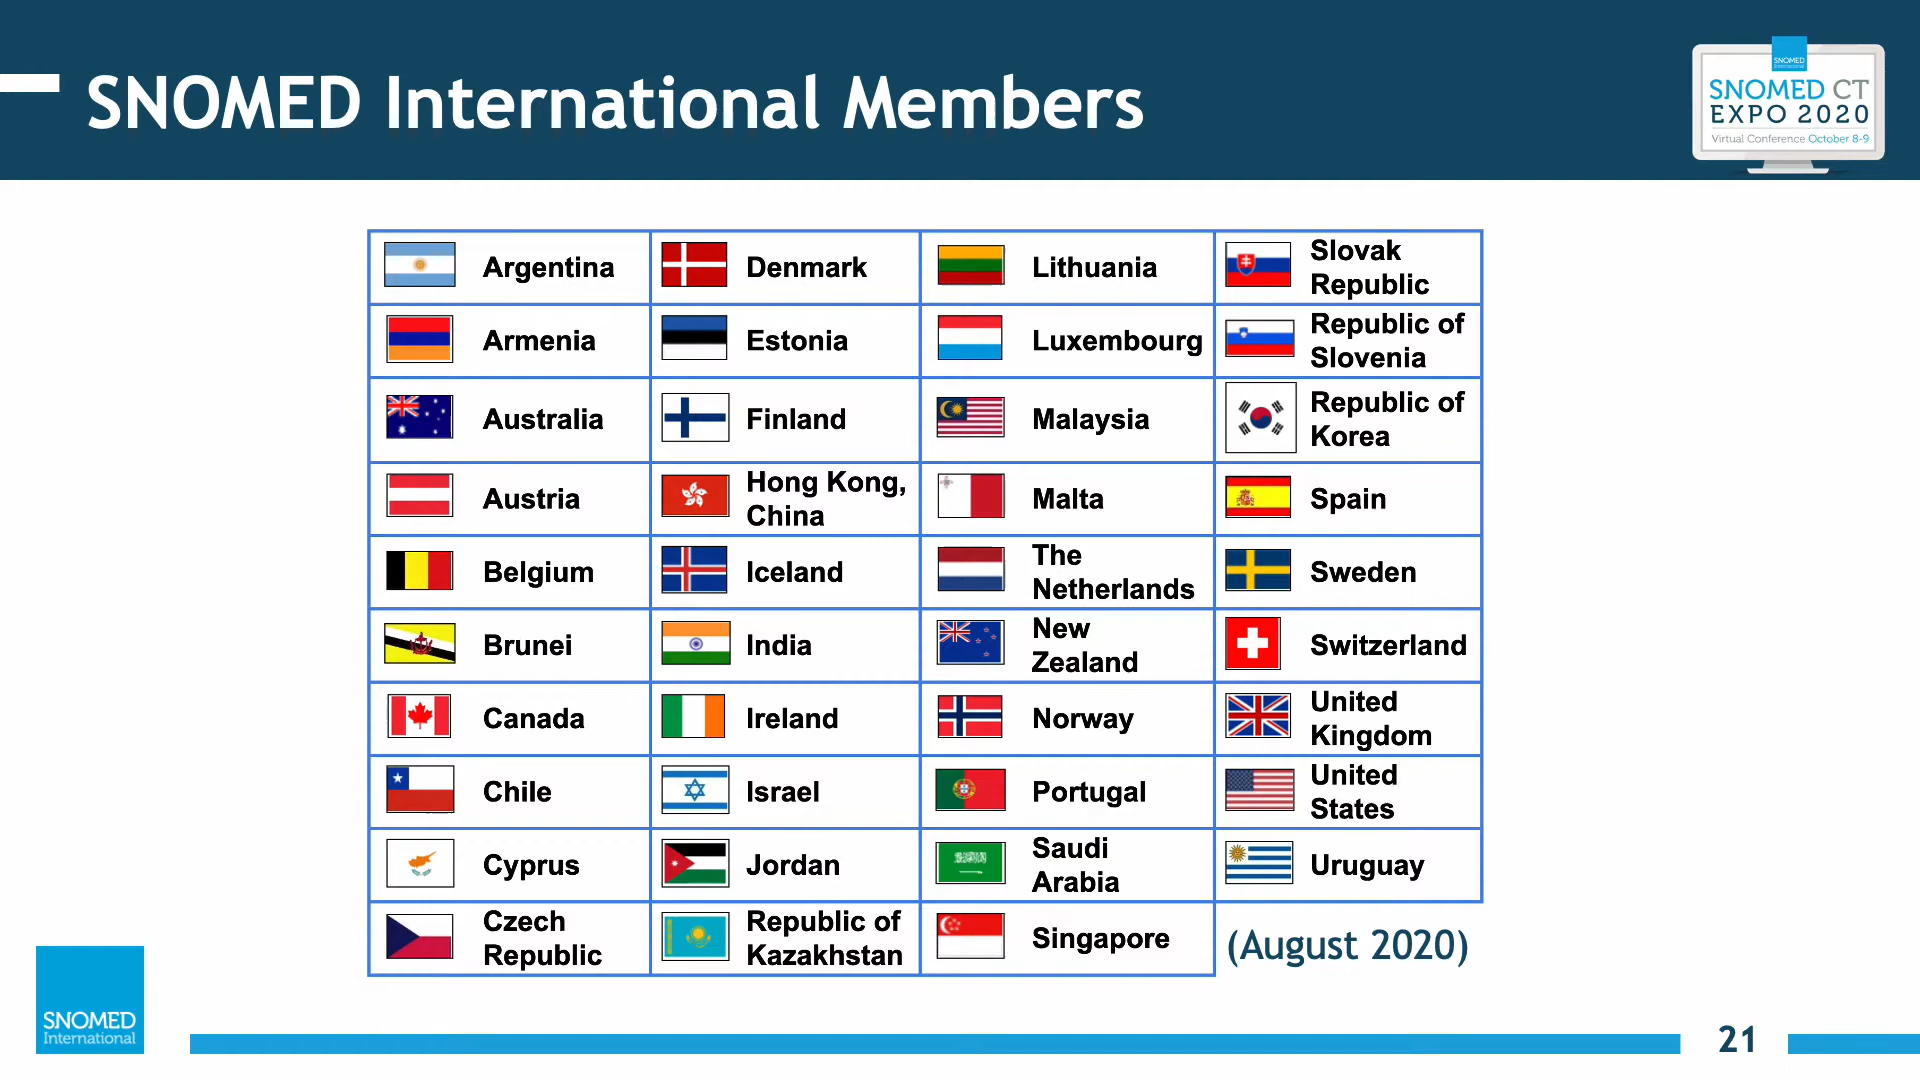 SNOMED International Members
SNOMED
International
SNOMED CT
EXPO 2020
Virtual Conference October 8-9
Argentina
Denmark
Lithuania
Slovak
Republic
Armenia
Estonia
Luxembourg
Republic of
Slovenia
Australia
Finland
Malaysia
Republic of
Korea
Austria
Hong Kong,
China
Malta
Spain
Belgium
Iceland
The
Netherlands
Sweden
Brunei
India
New
Zealand
Switzerland
Canada
Ireland
Norway
United
Kingdom
Chile
Israel
Portugal
United
States
Cyprus
Jordan
Saudi
Arabia
Uruguay
Czech
Republic
Republic of
Kazakhstan
Singapore
(August 2020)
SNOMED
International
21